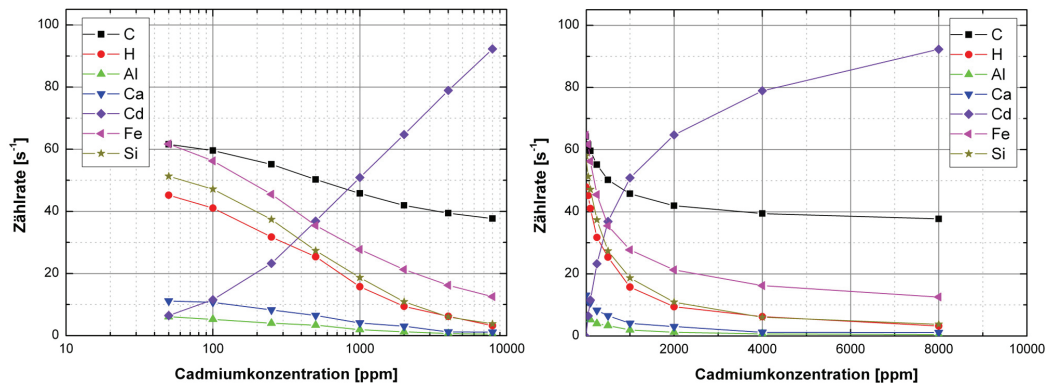 100
80
60
40
20
0
Zählrate [s⁻¹]
C
H
Al
Ca
Cd
Fe
Si
10 100 1000 10000
Cadmiumkonzentration [ppm]
100
80
60
40
20
0
Zählrate [s⁻¹]
C
H
Al
Ca
Cd
Fe
Si
0 2000 4000 6000 8000 10000
Cadmiumkonzentration [ppm]